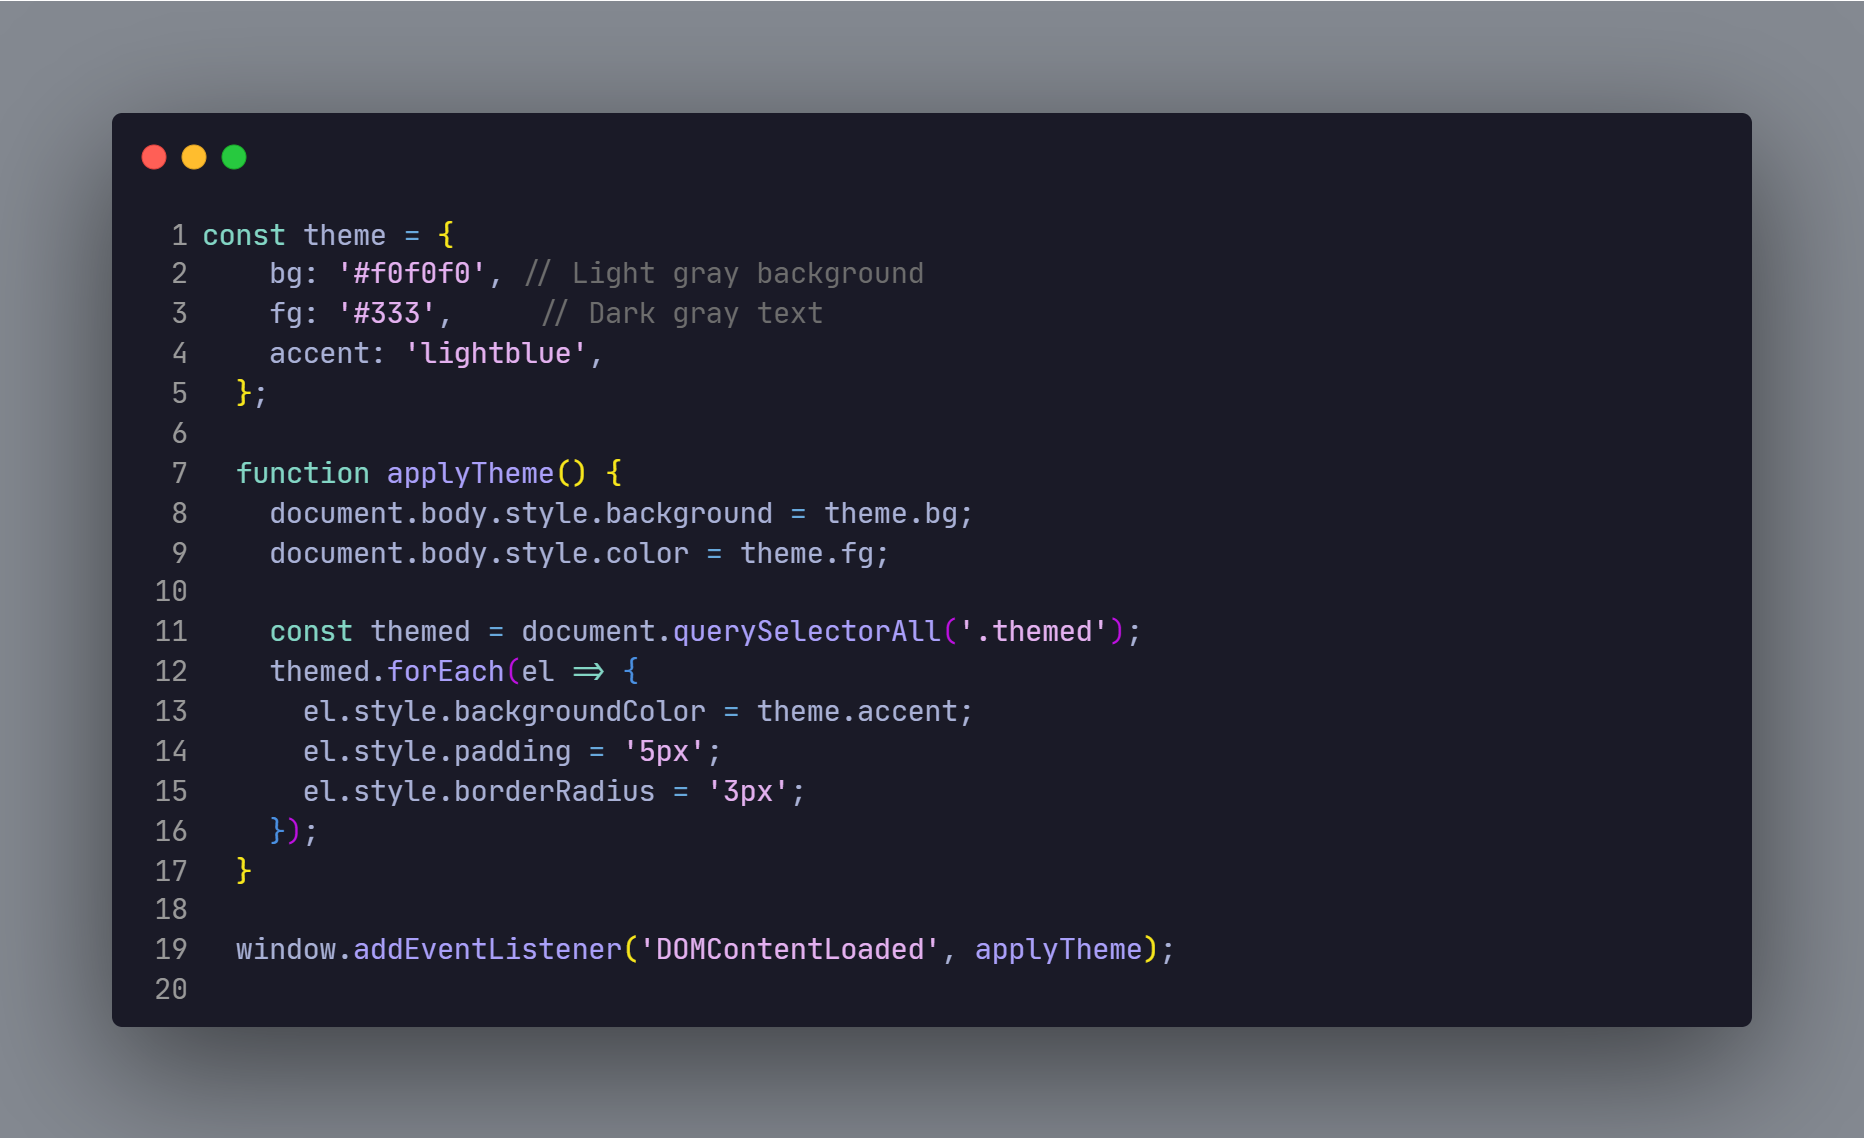 1 const theme = {
2     bg: '#f0f0f0', // Light gray background
3     fg: '#333',     // Dark gray text
4     accent: 'lightblue',
5   };
6
7   function applyTheme() {
8     document.body.style.background = theme.bg;
9     document.body.style.color = theme.fg;
10
11     const themed = document.querySelectorAll('.themed');
12     themed.forEach(el => {
13       el.style.backgroundColor = theme.accent;
14       el.style.padding = '5px';
15       el.style.borderRadius = '3px';
16     });
17   }
18
19   window.addEventListener('DOMContentLoaded', applyTheme);
20